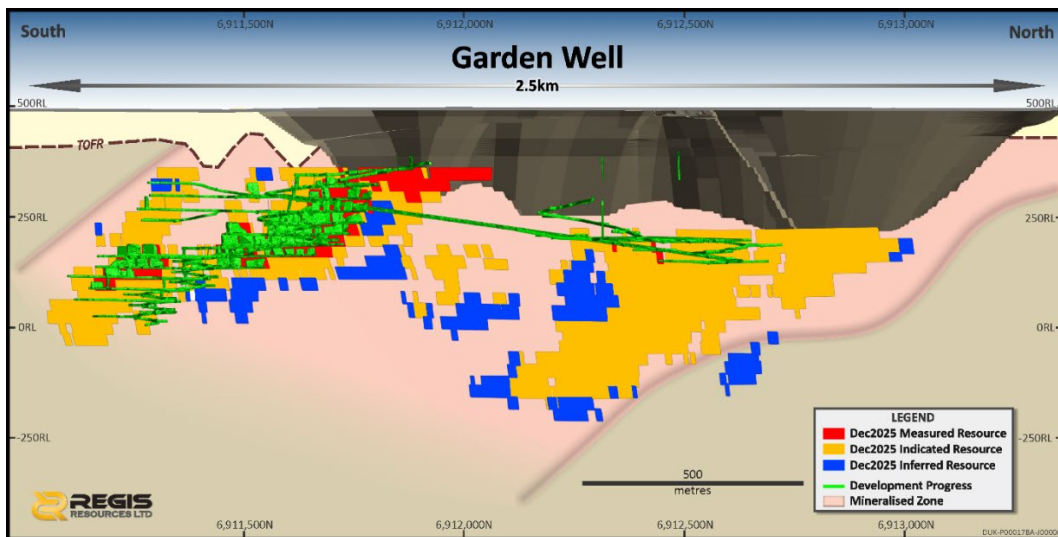 6,911,500N 6,912,000N 6,912,500N 6,913,000N
South North
Garden Well
2.5km
500RL 500RL
TOFR
250RL 250RL
0RL 0RL
-250RL -250RL
LEGEND
Dec2025 Measured Resource
Dec2025 Indicated Resource
Dec2025 Inferred Resource
Development Progress
Mineralised Zone
500
metres
REGIS
RESOURCES LTD
6,911,500N 6,912,000N 6,912,500N 6,913,000N